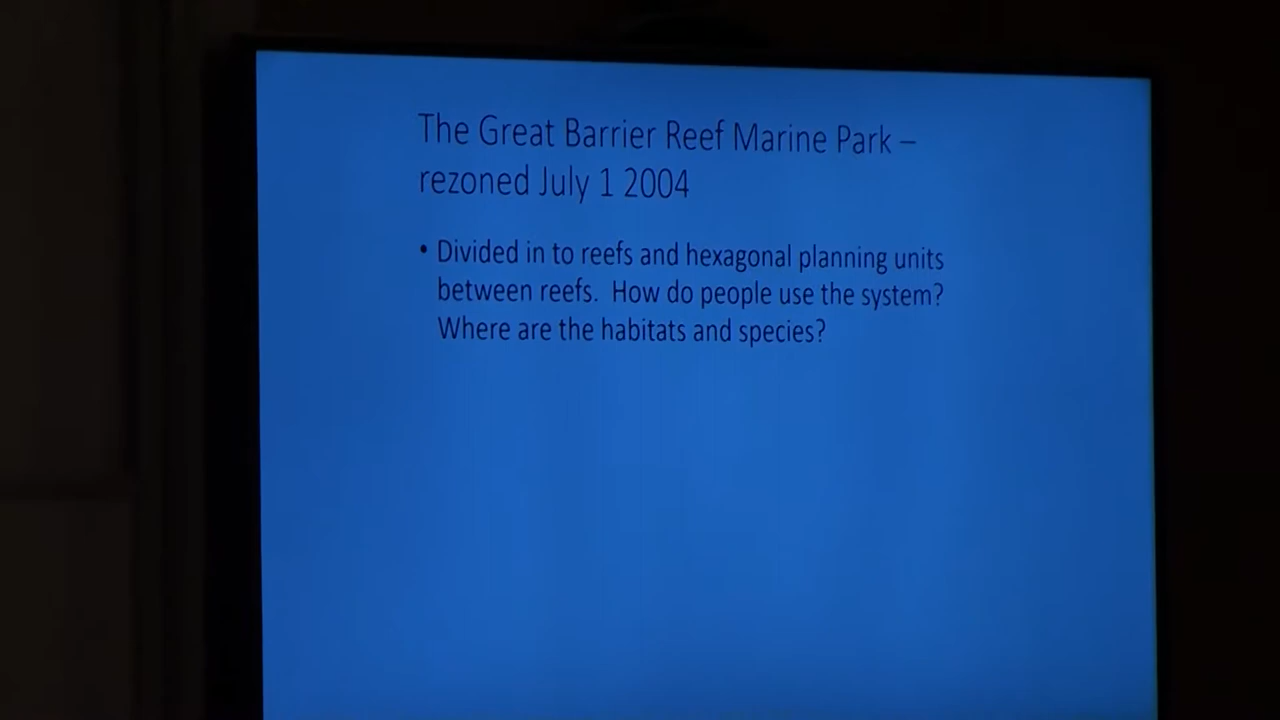 The Great Barrier Reef Marine Park –
rezoned July 1 2004
• Divided in to reefs and hexagonal planning units
between reefs.  How do people use the system?
Where are the habitats and species?